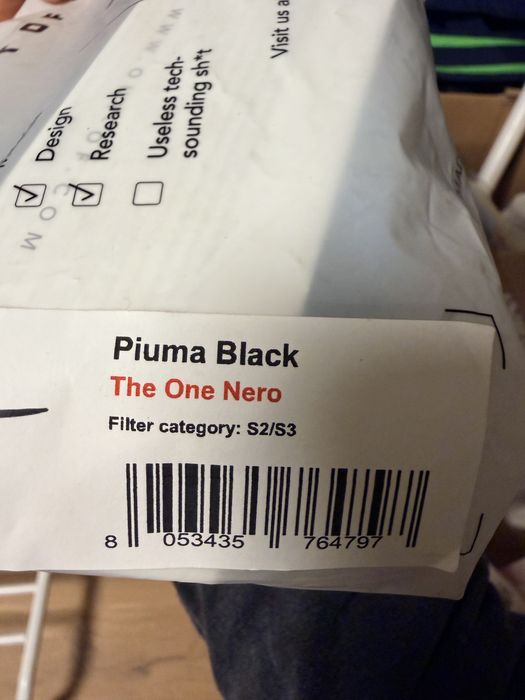 Design
Research
Useless tech-
sounding sh*t
Visit us a
Piuma Black
The One Nero
Filter category: S2/S3
8 053435 764797